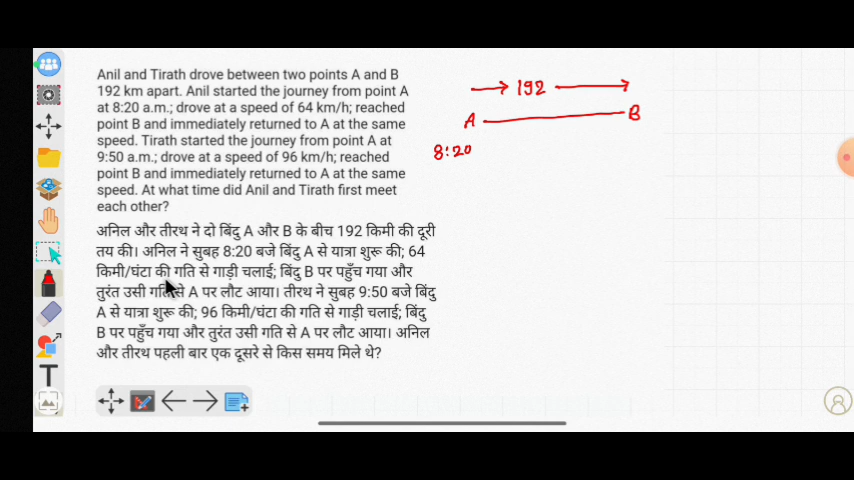 Anil and Tirath drove between two points A and B
192 km apart. Anil started the journey from point A
at 8:20 a.m.; drove at a speed of 64 km/h; reached
point B and immediately returned to A at the same
speed. Tirath started the journey from point A at
9:50 a.m.; drove at a speed of 96 km/h; reached
point B and immediately returned to A at the same
speed. At what time did Anil and Tirath first meet
each other?
अनिल और तीरथ ने दो बिंदु A और B के बीच 192 किमी की दूरी
तय की। अनिल ने सुबह 8:20 बजे बिंदु A से यात्रा शुरू की; 64
किमी/घंटा की गति से गाड़ी चलाई; बिंदु B पर पहुँच गया और
तुरंत उसी गति से A पर लौट आया। तीरथ ने सुबह 9:50 बजे बिंदु
A से यात्रा शुरू की; 96 किमी/घंटा की गति से गाड़ी चलाई; बिंदु
B पर पहुँच गया और तुरंत उसी गति से A पर लौट आया। अनिल
और तीरथ पहली बार एक दूसरे से किस समय मिले थे?
192
A B
8:20
T